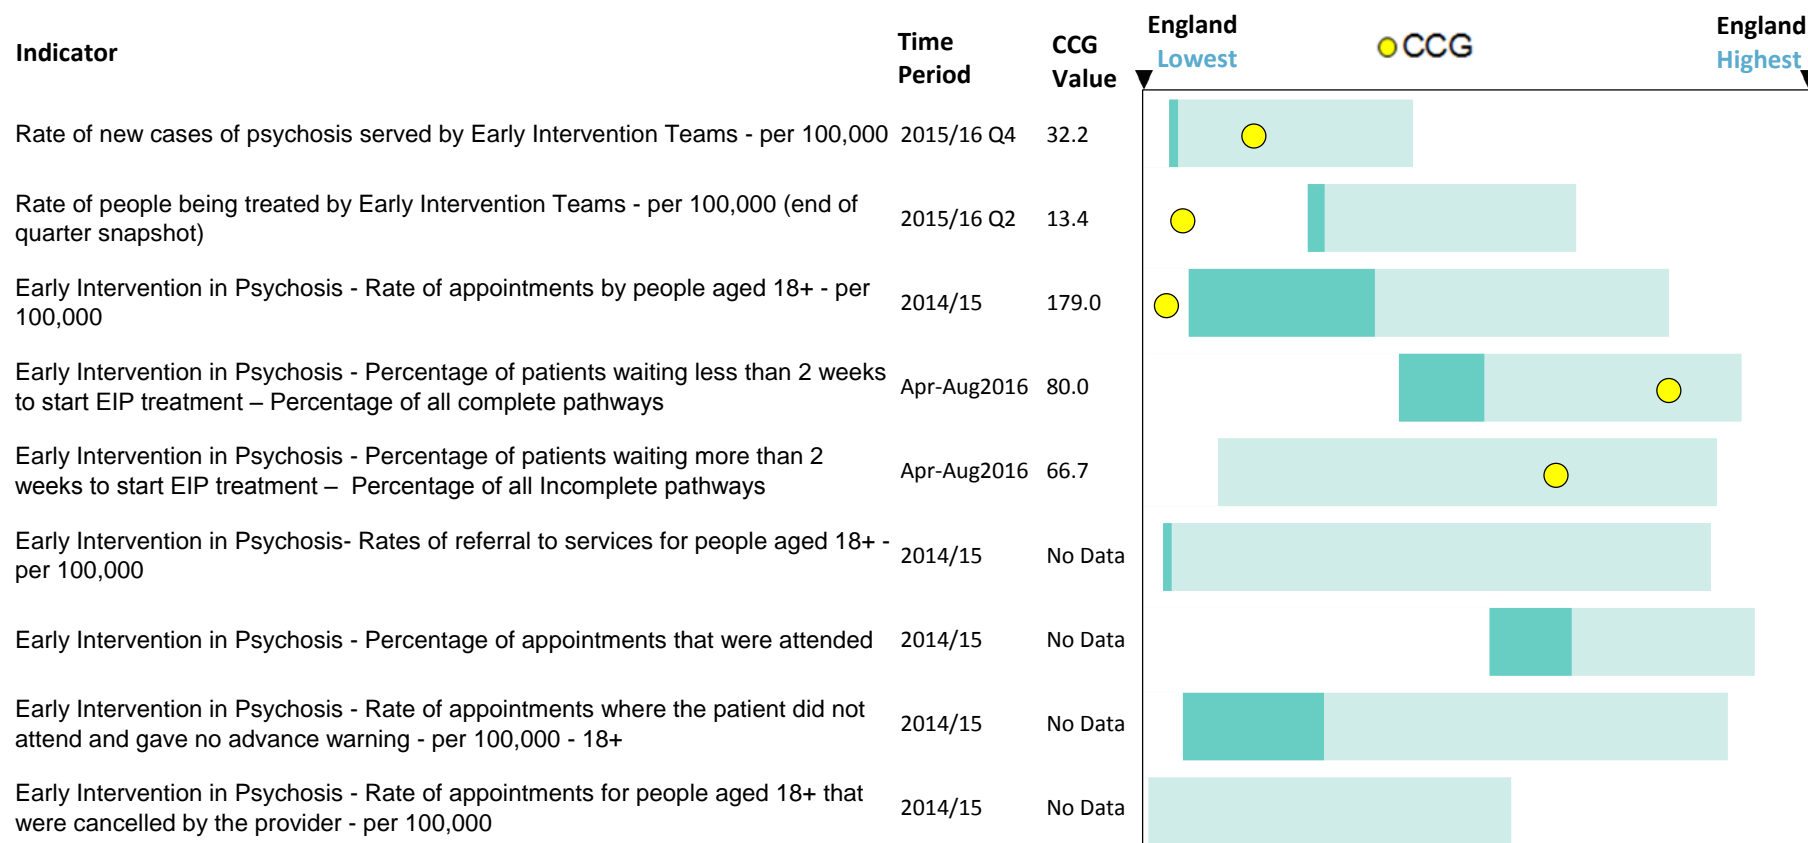 Indicator
Time
Period
CCG
Value
England
Lowest
CCG
England
Highest
Rate of new cases of psychosis served by Early Intervention Teams - per 100,000 2015/16 Q4 32.2
Rate of people being treated by Early Intervention Teams - per 100,000 (end of
quarter snapshot)
2015/16 Q2 13.4
Early Intervention in Psychosis - Rate of appointments by people aged 18+ - per
100,000
2014/15 179.0
Early Intervention in Psychosis - Percentage of patients waiting less than 2 weeks
to start EIP treatment – Percentage of all complete pathways
Apr-Aug2016 80.0
Early Intervention in Psychosis - Percentage of patients waiting more than 2
weeks to start EIP treatment – Percentage of all Incomplete pathways
Apr-Aug2016 66.7
Early Intervention in Psychosis- Rates of referral to services for people aged 18+ -
per 100,000
2014/15 No Data
Early Intervention in Psychosis - Percentage of appointments that were attended 2014/15 No Data
Early Intervention in Psychosis - Rate of appointments where the patient did not
attend and gave no advance warning - per 100,000 - 18+
2014/15 No Data
Early Intervention in Psychosis - Rate of appointments for people aged 18+ that
were cancelled by the provider - per 100,000
2014/15 No Data